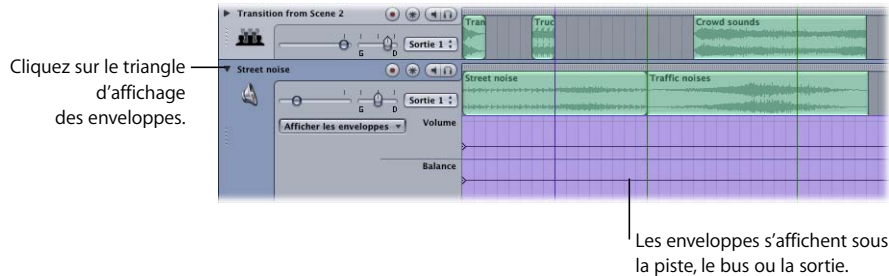 Transition from Scene 2
Tran
Truc
Crowd sounds
G D
Sortie 1
Cliquez sur le triangle
d'affichage
des enveloppes.
Street noise
Street noise
Traffic noises
G D
Sortie 1
Afficher les enveloppes
Volume
Balance
Les enveloppes s'affichent sous
la piste, le bus ou la sortie.